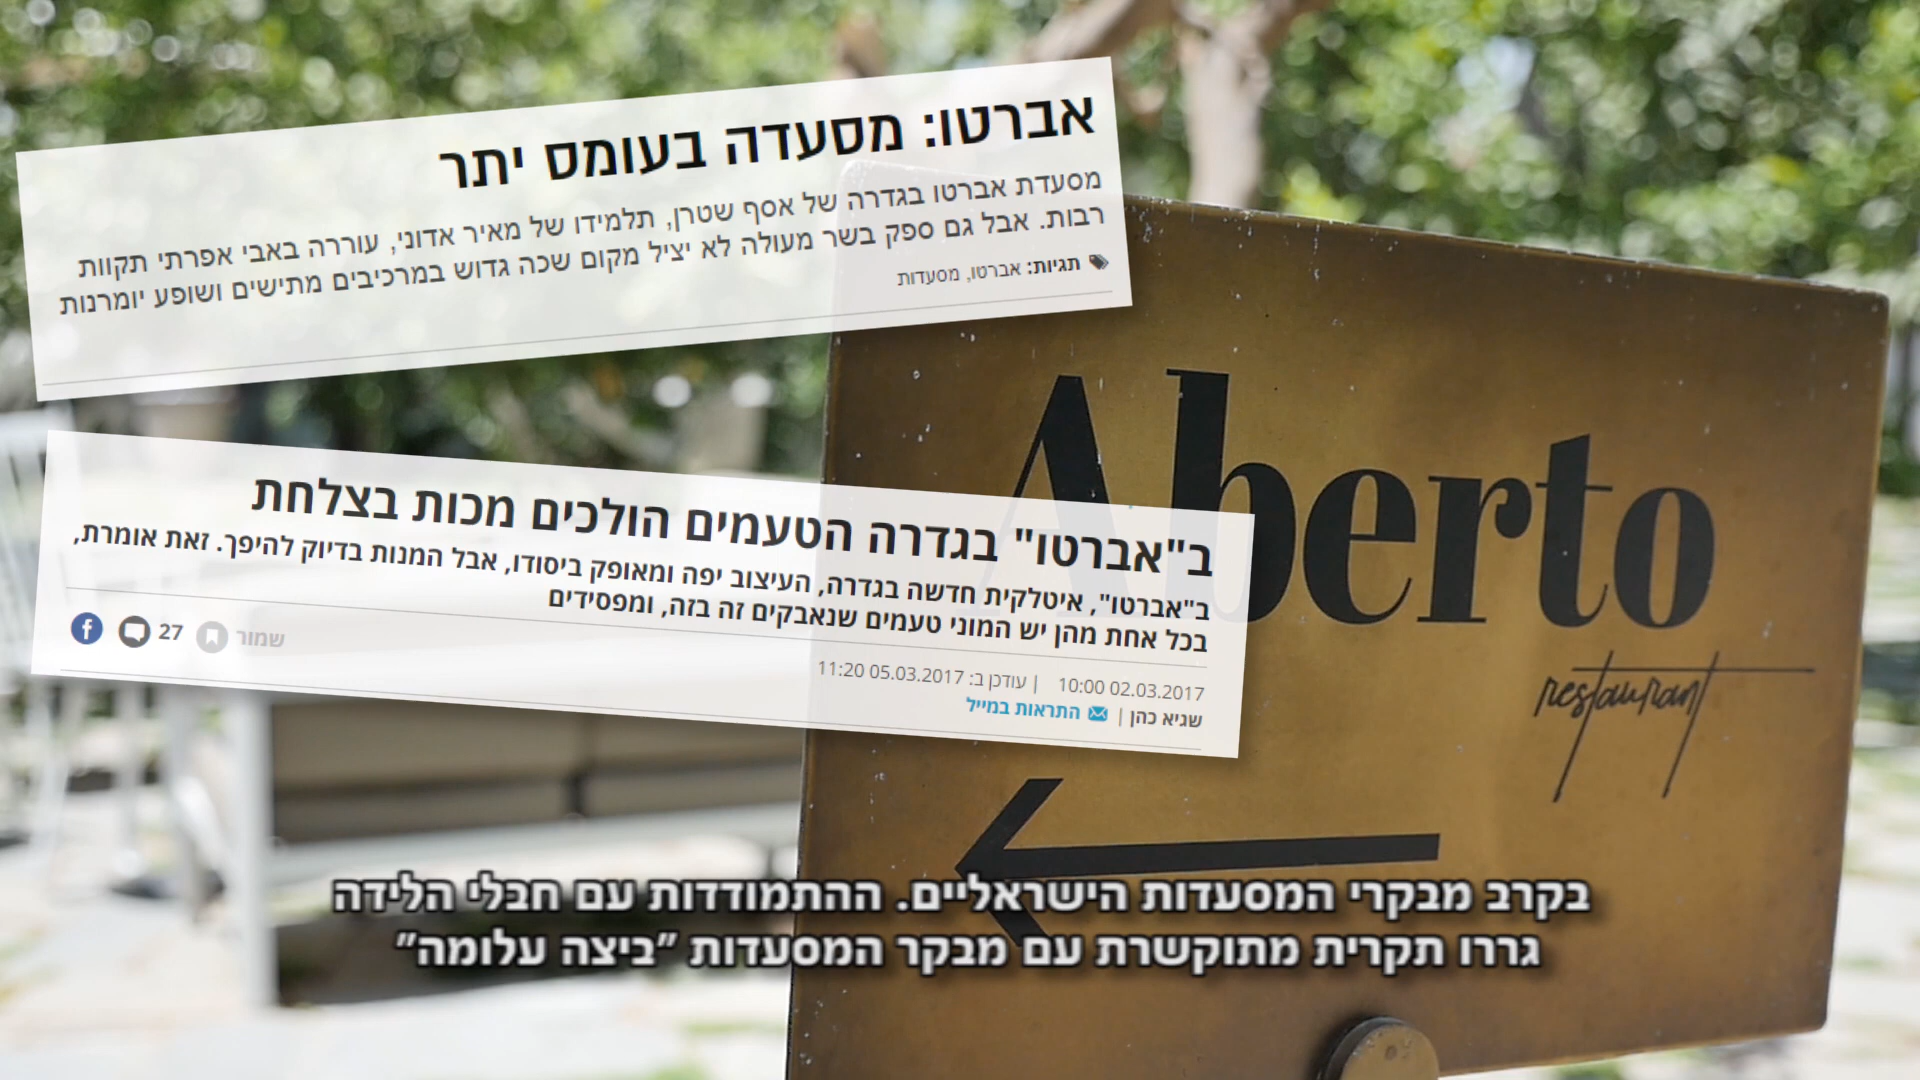 אברטו: מסעדה בעומס יתר
מסעדת אברטו בגדרה של אסף שטרן, תלמידו של מאיר אדוני, עוררה באבי אפרתי תקוות
רבות. אבל גם ספק בשר מעולה לא יציל מקום שכה גדוש במרכיבים מתישים ושופע יומרנות
תגיות: אברטו, מסעדות
ב"אברטו" בגדרה הטעמים הולכים מכות בצלחת
ב"אברטו", איטלקית חדשה בגדרה, העיצוב יפה ומאופק ביסודו, אבל המנות בדיוק להיפך. זאת אומרת,
בכל אחת מהן יש המוני טעמים שנאבקים זה בזה, ומפסידים
27 שמור
10:00 02.03.2017 | עודכן ב: 11:20 05.03.2017
שגיא כהן | התראות במייל
Aberto
restaurant
בקרב מבקרי המסעדות הישראליים. ההתמודדות עם חבלי הלידה
גררו תקרית מתוקשרת עם מבקר המסעדות "ביצה עלומה"